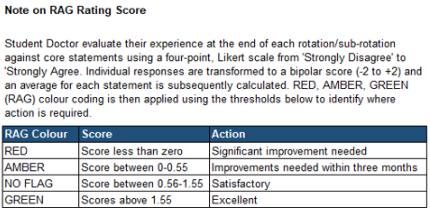 Note on RAG Rating Score
Student Doctor evaluate their experience at the end of each rotation/sub-rotation
against core statements using a four-point, Likert scale from 'Strongly Disagree' to
'Strongly Agree. Individual responses are transformed to a bipolar score (-2 to +2) and
an average for each statement is subsequently calculated. RED, AMBER, GREEN
(RAG) colour coding is then applied using the thresholds below to identify where
action is required.
RAG Colour Score Action
RED Score less than zero Significant improvement needed
AMBER Score between 0-0.55 Improvements needed within three months
NO FLAG Score between 0.56-1.55 Satisfactory
GREEN Scores above 1.55 Excellent